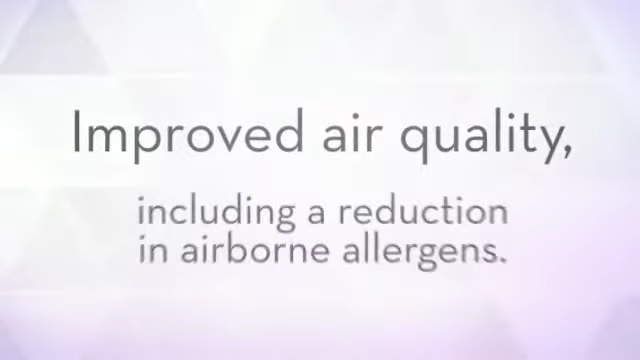 Improved air quality,
including a reduction
in airborne allergens.